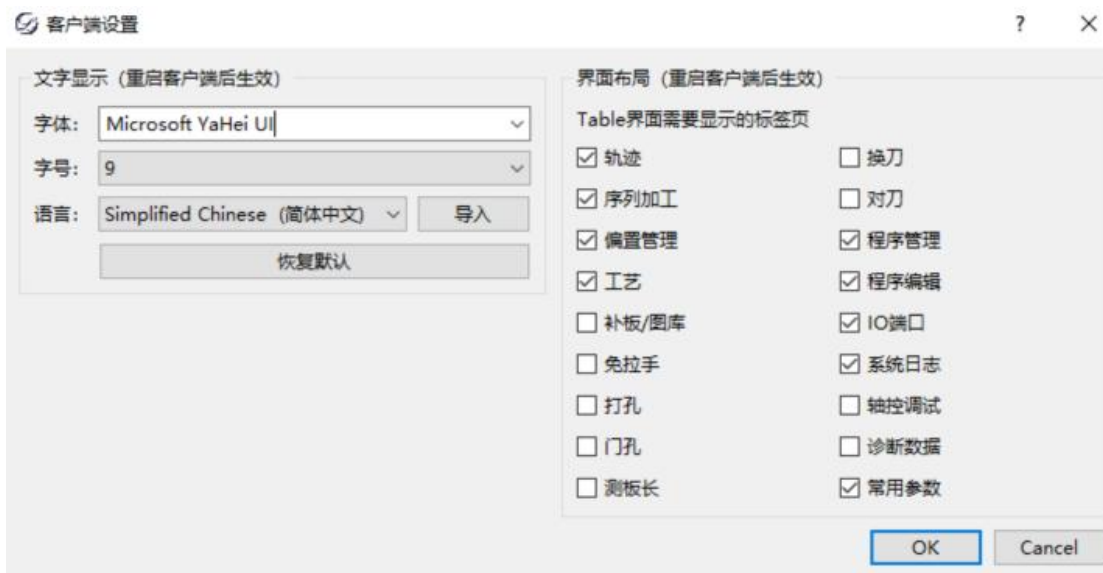 客户端设置
文字显示（重启客户端后生效）
字体： Microsoft YaHei UI
字号： 9
语言： Simplified Chinese (简体中文) 导入
恢复默认
界面布局（重启客户端后生效）
Table界面需要显示的标签页
轨迹 换刀
序列加工 对刀
偏置管理 程序管理
工艺 程序编辑
补板/图库 IO端口
免拉手 系统日志
打孔 轴控调试
门孔 诊断数据
测板长 常用参数
OK Cancel